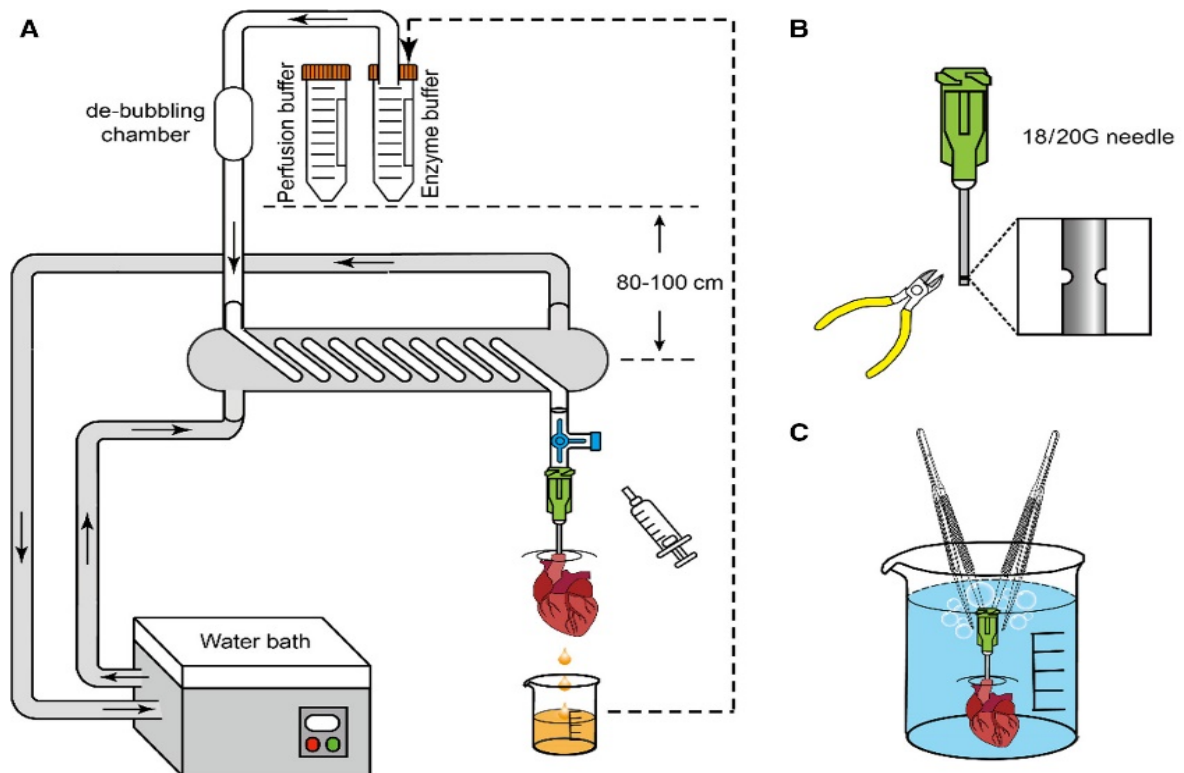 A
de-bubbling
chamber
Perfusion buffer
Enzyme buffer
80-100 cm
Water bath
B
18/20G needle
C